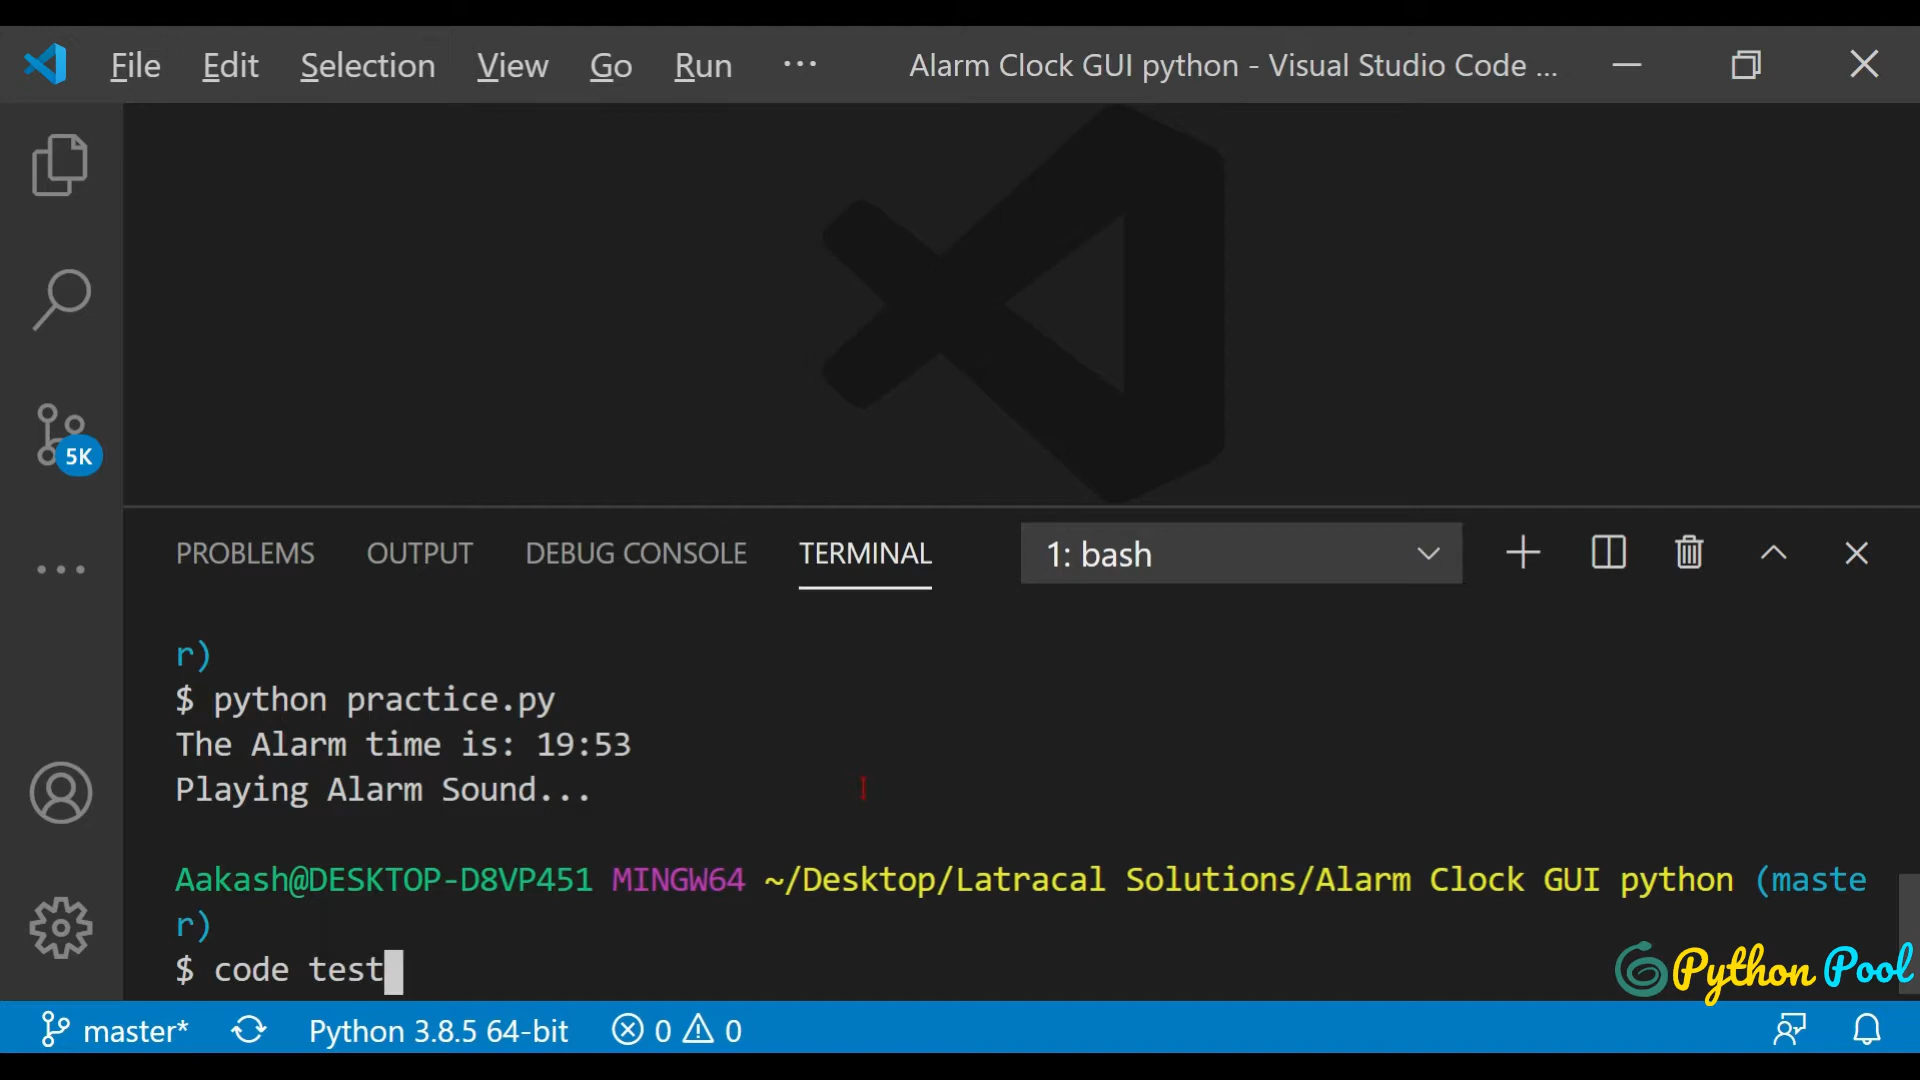 File Edit Selection View Go Run ··· Alarm Clock GUI python - Visual Studio Code ...
5K
PROBLEMS OUTPUT DEBUG CONSOLE TERMINAL 1: bash
r)
$ python practice.py
The Alarm time is: 19:53
Playing Alarm Sound...
Aakash@DESKTOP-D8VP451 MINGW64 ~/Desktop/Latracal Solutions/Alarm Clock GUI python (maste
r)
$ code test
Python Pool
master* Python 3.8.5 64-bit 0 0